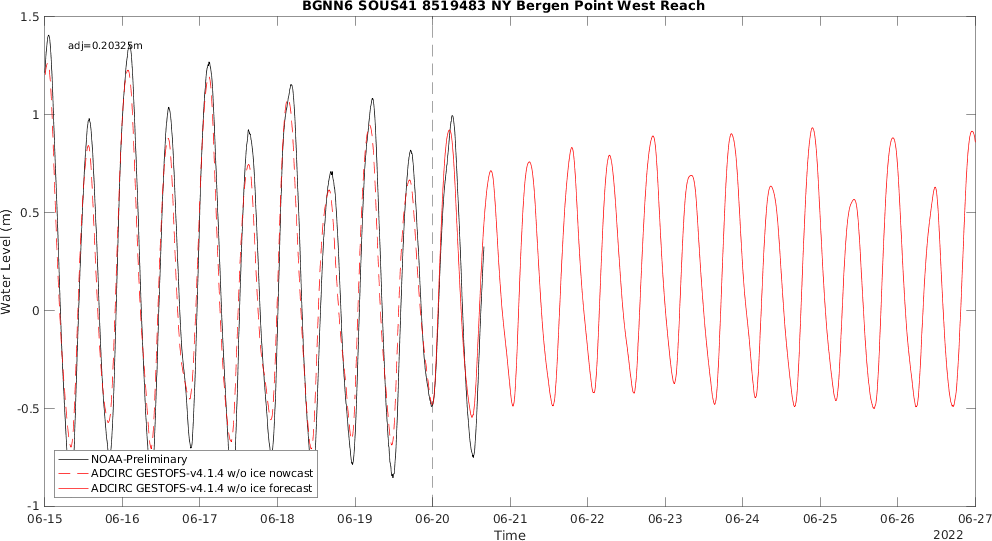 BGNN6 SOUS41 8519483 NY Bergen Point West Reach
1.5
adj=0.20325m
1
0.5
Water Level (m)
0
-0.5
NOAA-Preliminary
ADCIRC GESTOFS-v4.1.4 w/o ice nowcast
ADCIRC GESTOFS-v4.1.4 w/o ice forecast
-1
06-15 06-16 06-17 06-18 06-19 06-20 06-21 06-22 06-23 06-24 06-25 06-26 06-27
Time
2022